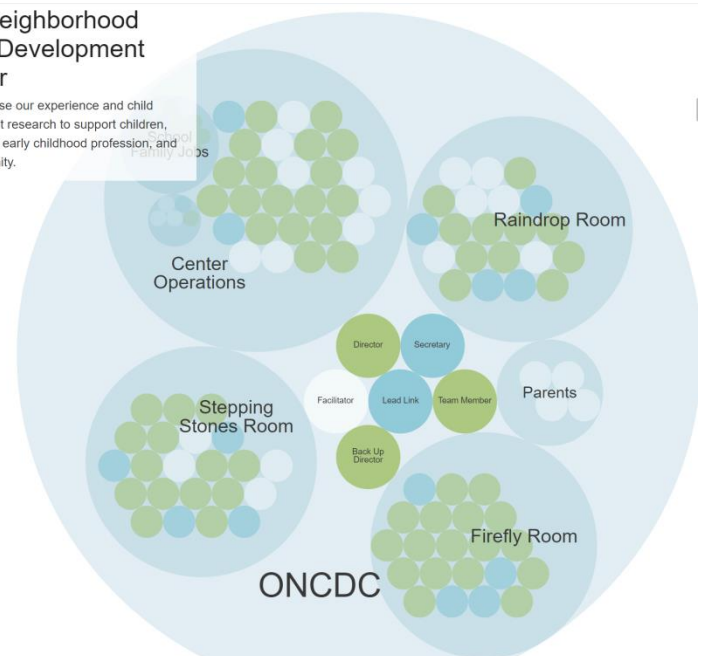 eighborhood
Development
r
se our experience and child
t research to support children,
early childhood profession, and
ity.
School
Family Jobs
Center
Operations
Raindrop Room
Director
Secretary
Facilitator
Lead Link
Team Member
Back Up
Director
Parents
Stepping
Stones Room
Firefly Room
ONCDC